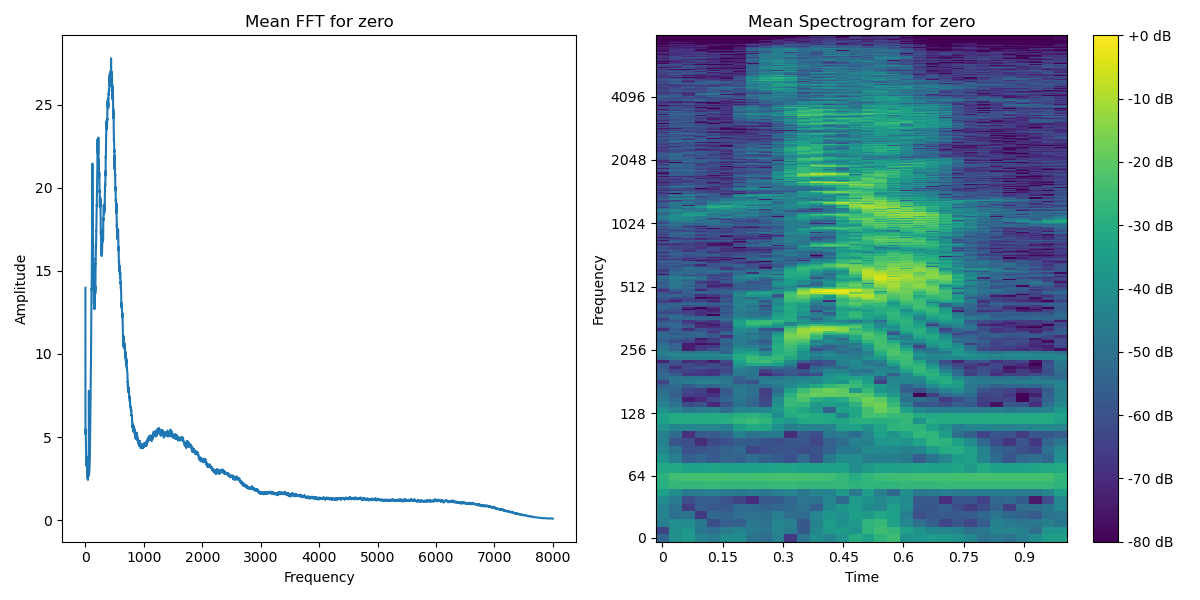 Mean FFT for zero
Amplitude
25
20
15
10
5
0
0 1000 2000 3000 4000 5000 6000 7000 8000
Frequency
Mean Spectrogram for zero
Frequency
4096
2048
1024
512
256
128
64
0
0 0.15 0.3 0.45 0.6 0.75 0.9
Time
+0 dB
-10 dB
-20 dB
-30 dB
-40 dB
-50 dB
-60 dB
-70 dB
-80 dB